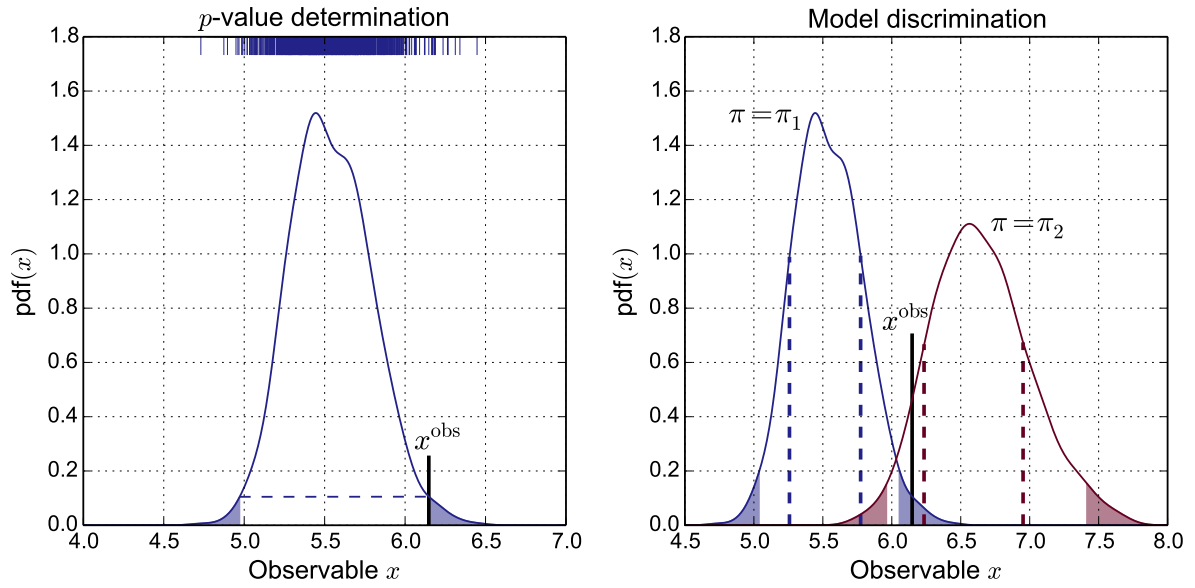 p-value determination
1.8
1.6
1.4
1.2
1.0
0.8
0.6
0.4
0.2
0.0
pdf(x)
x^obs
4.0 4.5 5.0 5.5 6.0 6.5 7.0
Observable x
Model discrimination
1.8
1.6
1.4
1.2
1.0
0.8
0.6
0.4
0.2
0.0
pdf(x)
π = π₁
π = π₂
x^obs
4.5 5.0 5.5 6.0 6.5 7.0 7.5 8.0
Observable x